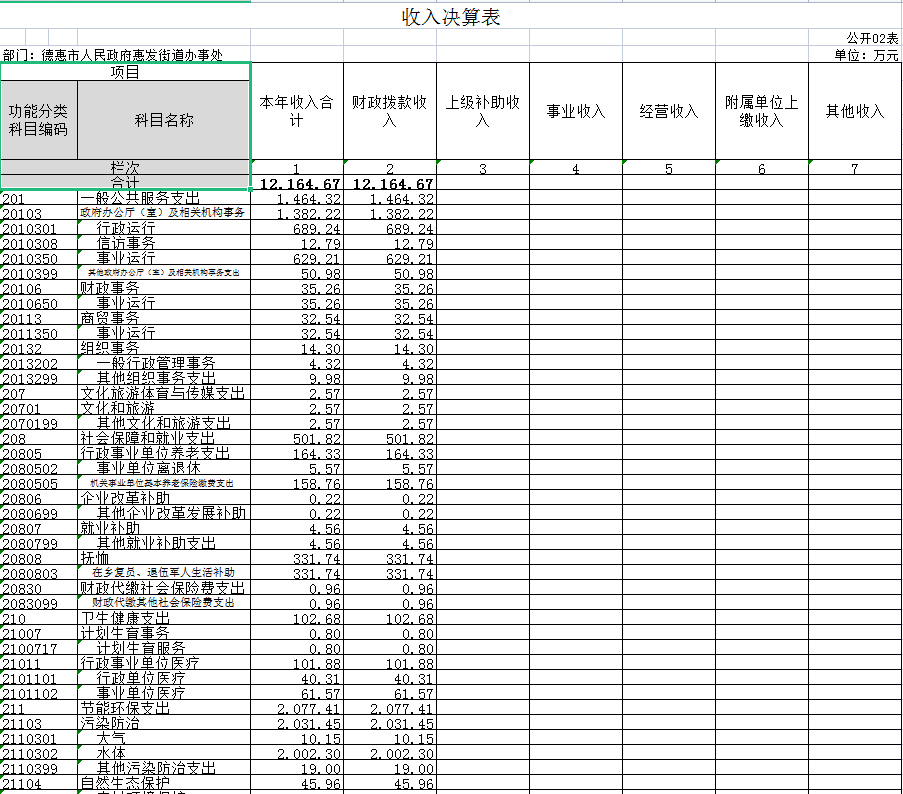 收入决算表
公开02表
部门：德惠市人民政府惠发街道办事处 单位：万元
项目
功能分类科目编码 科目名称 本年收入合计 财政拨款收入 上级补助收入 事业收入 经营收入 附属单位上缴收入 其他收入
栏次 1 2 3 4 5 6 7
合计 12,164.67 12,164.67
201 一般公共服务支出 1,464.32 1,464.32
20103 政府办公厅（室）及相关机构事务 1,382.22 1,382.22
2010301 行政运行 689.24 689.24
2010308 信访事务 12.79 12.79
2010350 事业运行 629.21 629.21
2010399 其他政府办公厅（室）及相关机构事务支出 50.98 50.98
20106 财政事务 35.26 35.26
2010650 事业运行 35.26 35.26
20113 商贸事务 32.54 32.54
2011350 事业运行 32.54 32.54
20132 组织事务 14.30 14.30
2013202 一般行政管理事务 4.32 4.32
2013299 其他组织事务支出 9.98 9.98
207 文化旅游体育与传媒支出 2.57 2.57
20701 文化和旅游 2.57 2.57
2070199 其他文化和旅游支出 2.57 2.57
208 社会保障和就业支出 501.82 501.82
20805 行政事业单位养老支出 164.33 164.33
2080502 事业单位离退休 5.57 5.57
2080505 机关事业单位基本养老保险缴费支出 158.76 158.76
20806 企业改革补助 0.22 0.22
2080699 其他企业改革发展补助 0.22 0.22
20807 就业补助 4.56 4.56
2080799 其他就业补助支出 4.56 4.56
20808 抚恤 331.74 331.74
2080803 在乡复员、退伍军人生活补助 331.74 331.74
20830 财政代缴社会保险费支出 0.96 0.96
2083099 财政代缴其他社会保险费支出 0.96 0.96
210 卫生健康支出 102.68 102.68
21007 计划生育事务 0.80 0.80
2100717 计划生育服务 0.80 0.80
21011 行政事业单位医疗 101.88 101.88
2101101 行政单位医疗 40.31 40.31
2101102 事业单位医疗 61.57 61.57
211 节能环保支出 2,077.41 2,077.41
21103 污染防治 2,031.45 2,031.45
2110301 大气 10.15 10.15
2110302 水体 2,002.30 2,002.30
2110399 其他污染防治支出 19.00 19.00
21104 自然生态保护 45.96 45.96